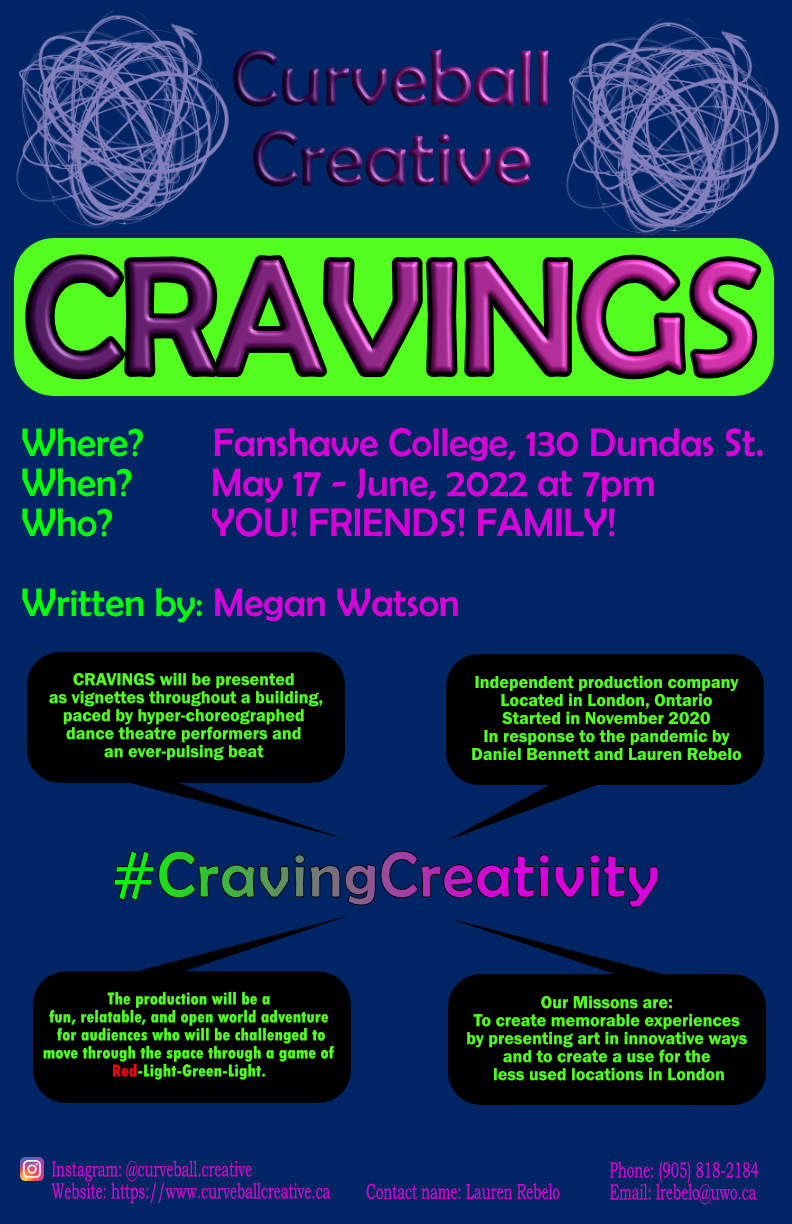 Curveball
Creative
CRAVINGS
Where? Fanshawe College, 130 Dundas St.
When? May 17 - June, 2022 at 7pm
Who? YOU! FRIENDS! FAMILY!
Written by: Megan Watson
CRAVINGS will be presented
as vignettes throughout a building,
paced by hyper-choreographed
dance theatre performers and
an ever-pulsing beat
Independent production company
Located in London, Ontario
Started in November 2020
In response to the pandemic by
Daniel Bennett and Lauren Rebelo
#CravingCreativity
The production will be a
fun, relatable, and open world adventure
for audiences who will be challenged to
move through the space through a game of
Red-Light-Green-Light.
Our Missons are:
To create memorable experiences
by presenting art in innovative ways
and to create a use for the
less used locations in London
Instagram: @curveball.creative
Website: https://www.curveballcreative.ca
Contact name: Lauren Rebelo
Phone: (905) 818-2184
Email: lrebelo@uwo.ca